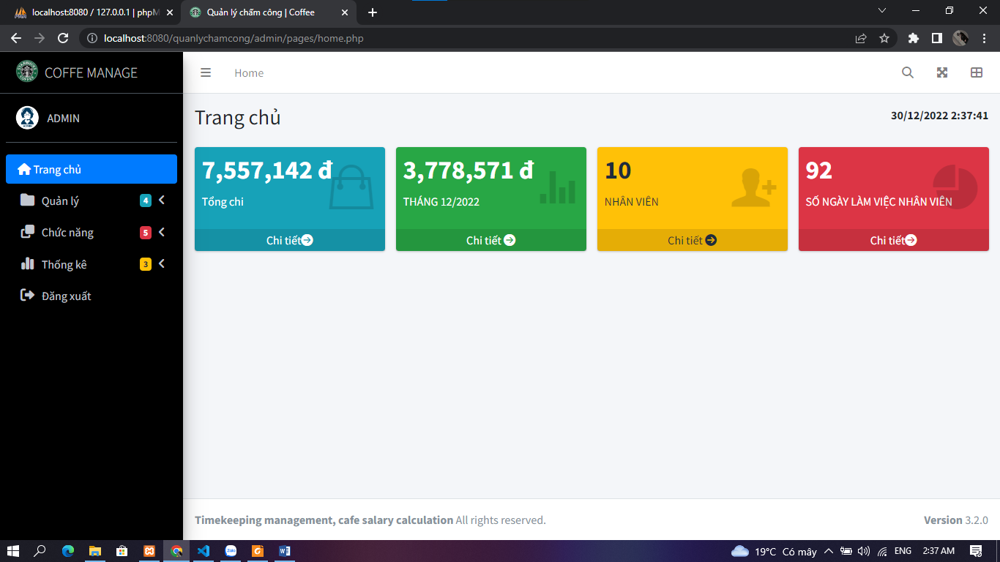 localhost:8080 / 127.0.0.1 | phpM
Quản lý chấm công | Coffee
localhost:8080/quanlychamcong/admin/pages/home.php
COFFE MANAGE
Home
ADMIN
Trang chủ
30/12/2022 2:37:41
Trang chủ
Quản lý 4
Chức năng 5
Thống kê 3
Đăng xuất
7,557,142 đ
Tổng chi
Chi tiết
3,778,571 đ
THÁNG 12/2022
Chi tiết
10
NHÂN VIÊN
Chi tiết
92
SỐ NGÀY LÀM VIỆC NHÂN VIÊN
Chi tiết
Timekeeping management, cafe salary calculation All rights reserved.
Version 3.2.0
Zalo
19°C Có mây
ENG
2:37 AM